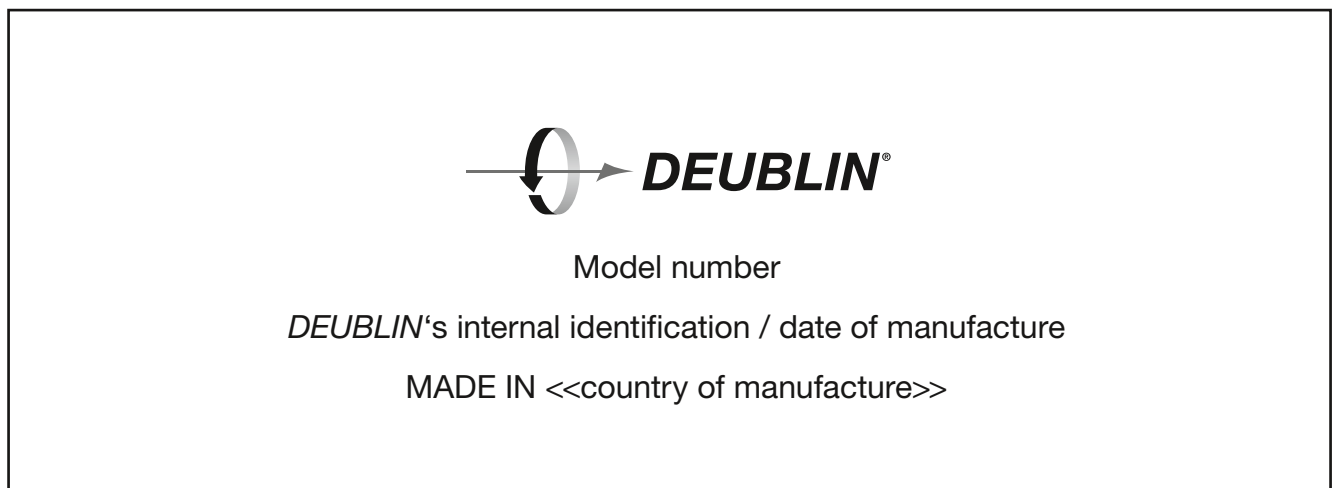 DEUBLIN®
Model number
DEUBLIN‘s internal identification / date of manufacture
MADE IN <<country of manufacture>>